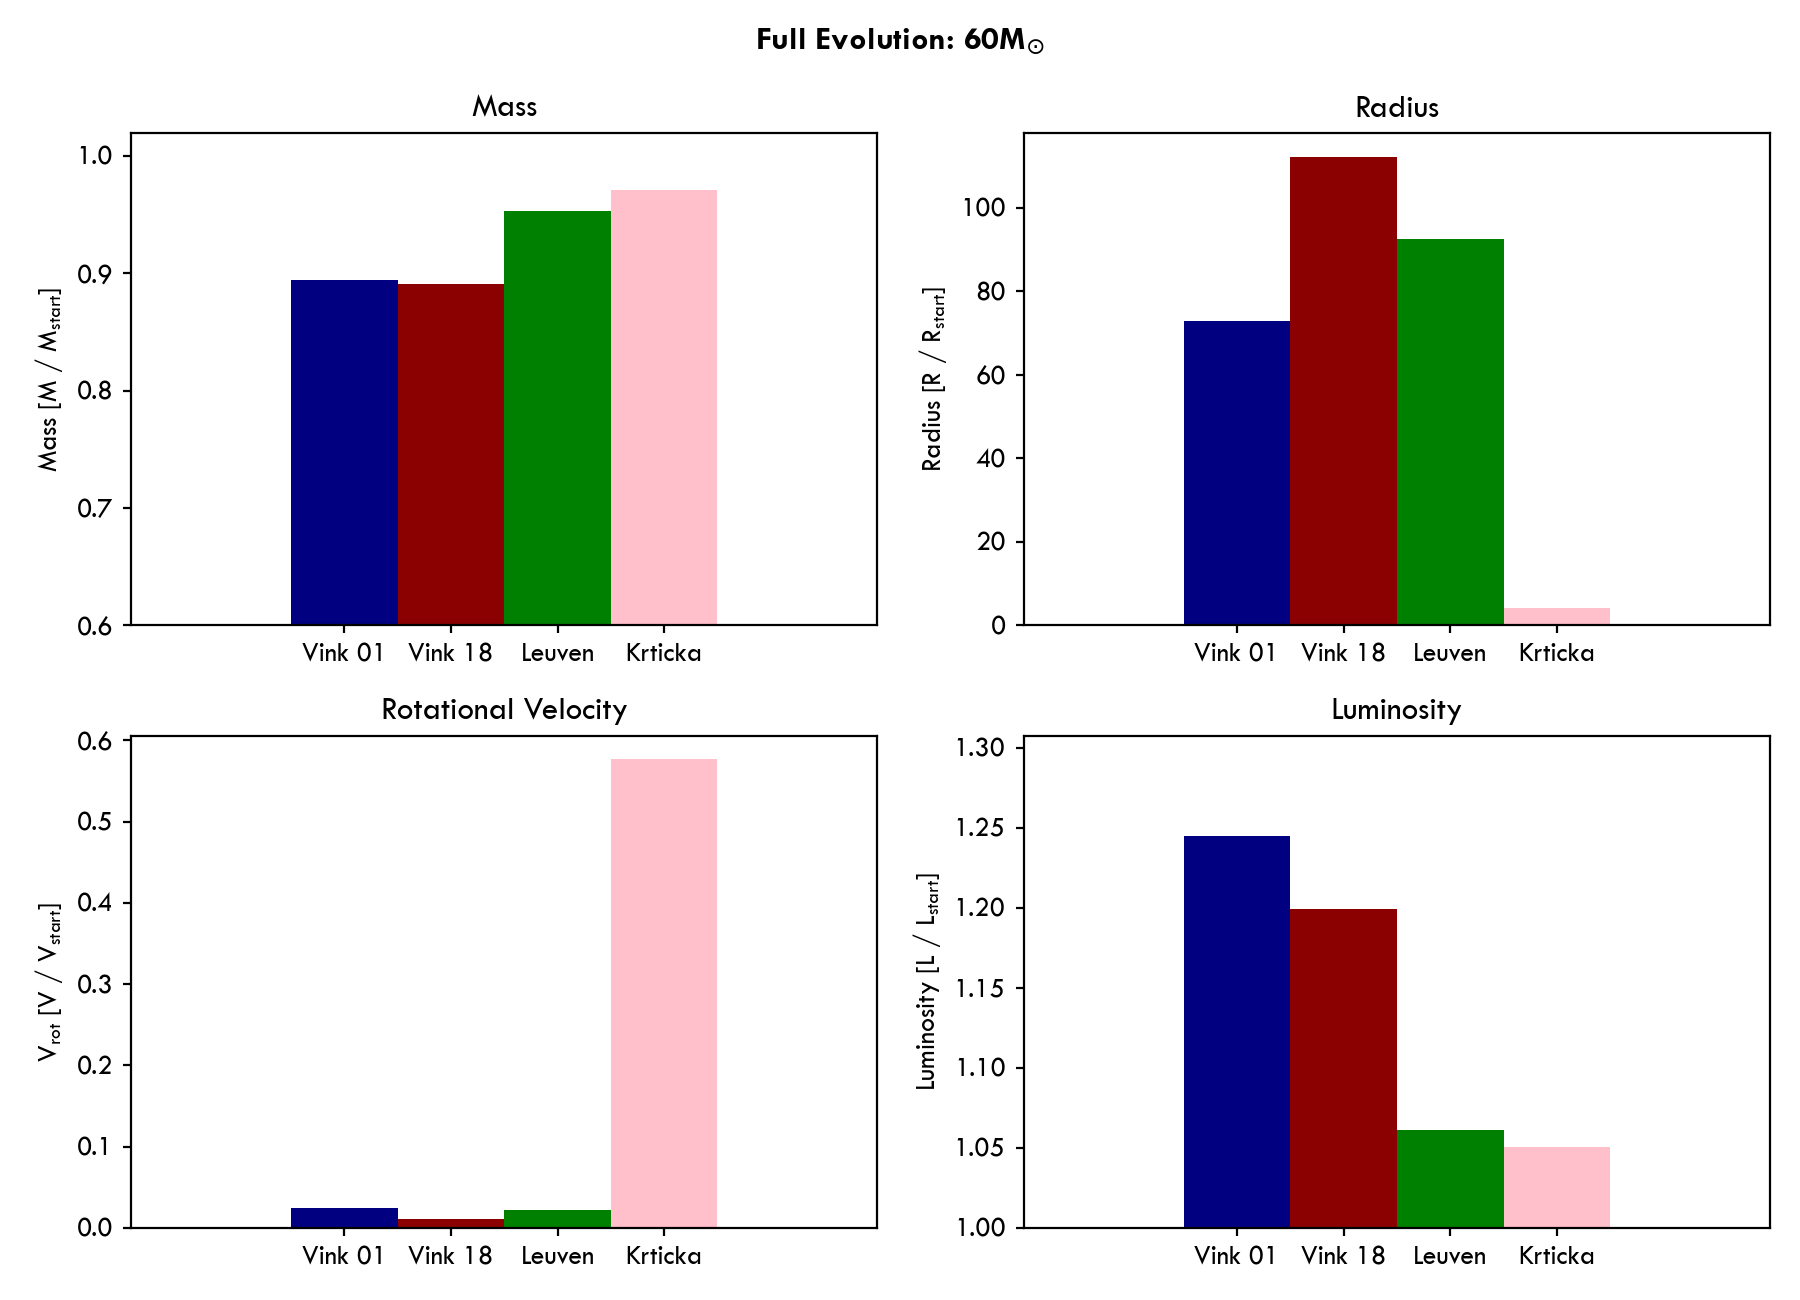 Full Evolution: 60M⊙
Mass
Mass [M / Mstart]
1.0
0.9
0.8
0.7
0.6
Vink 01 Vink 18 Leuven Krticka
Radius
Radius [R / Rstart]
100
80
60
40
20
0
Vink 01 Vink 18 Leuven Krticka
Rotational Velocity
Vrot [V / Vstart]
0.6
0.5
0.4
0.3
0.2
0.1
0.0
Vink 01 Vink 18 Leuven Krticka
Luminosity
Luminosity [L / Lstart]
1.30
1.25
1.20
1.15
1.10
1.05
1.00
Vink 01 Vink 18 Leuven Krticka